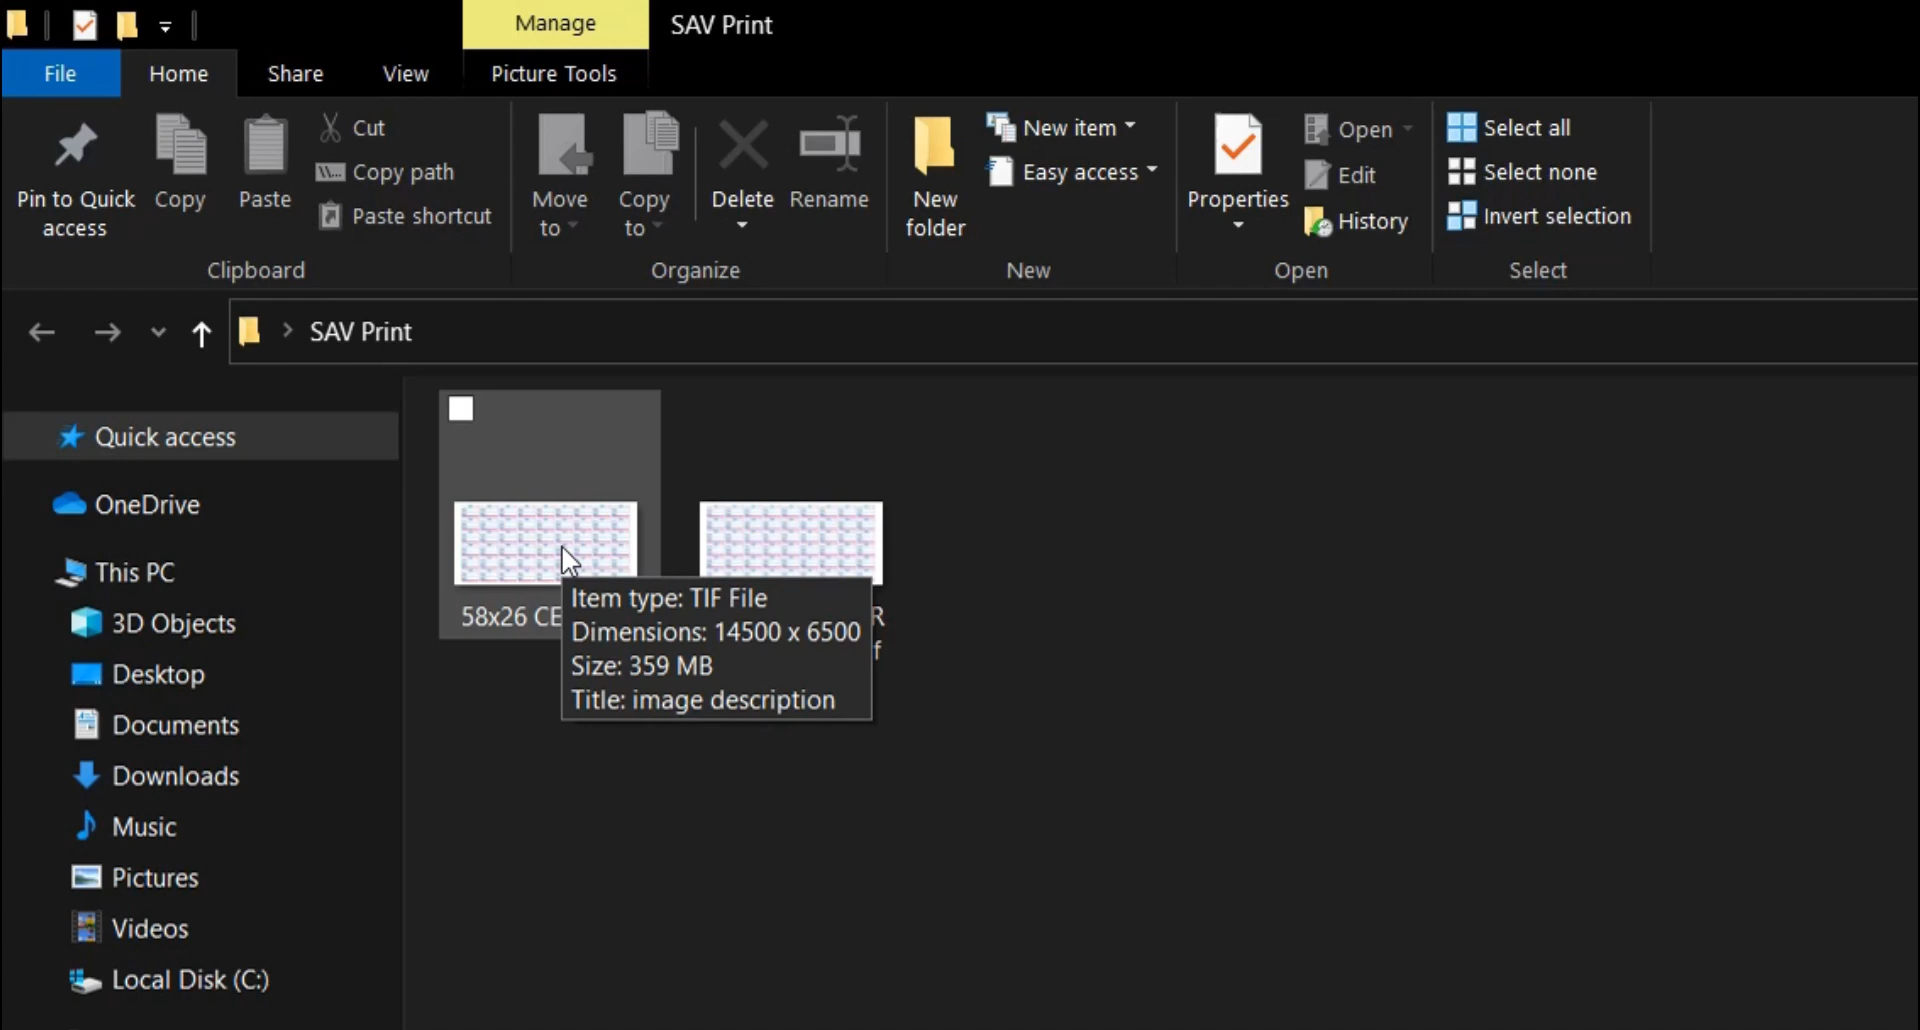 Manage
SAV Print
File
Home
Share
View
Picture Tools
Pin to Quick
access
Copy
Paste
Cut
Copy path
Paste shortcut
Clipboard
Move
to
Copy
to
Delete
Rename
Organize
New
folder
New item
Easy access
New
Properties
Open
Edit
History
Open
Select all
Select none
Invert selection
Select
SAV Print
Quick access
OneDrive
This PC
3D Objects
Desktop
Documents
Downloads
Music
Pictures
Videos
Local Disk (C:)
58x26
Item type: TIF File
Dimensions: 14500 x 6500
Size: 359 MB
Title: image description